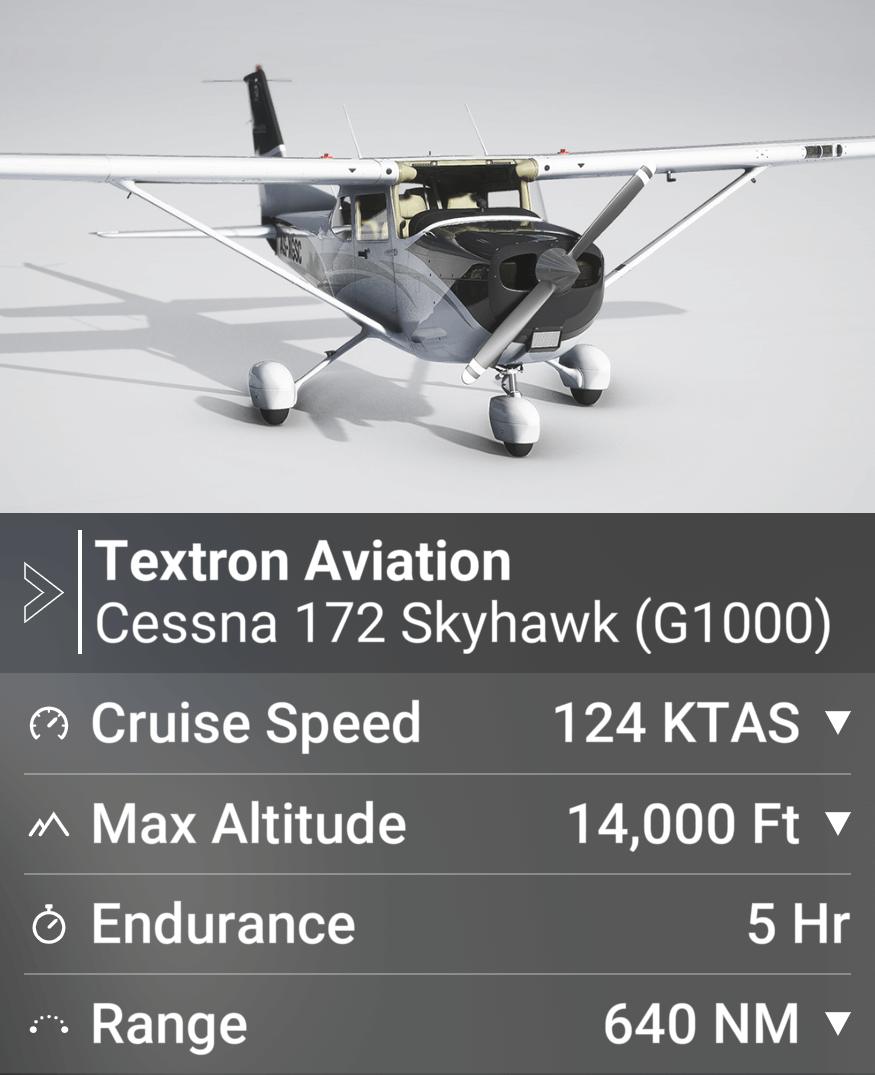 Textron Aviation
Cessna 172 Skyhawk (G1000)
Cruise Speed 124 KTAS
Max Altitude 14,000 Ft
Endurance 5 Hr
Range 640 NM